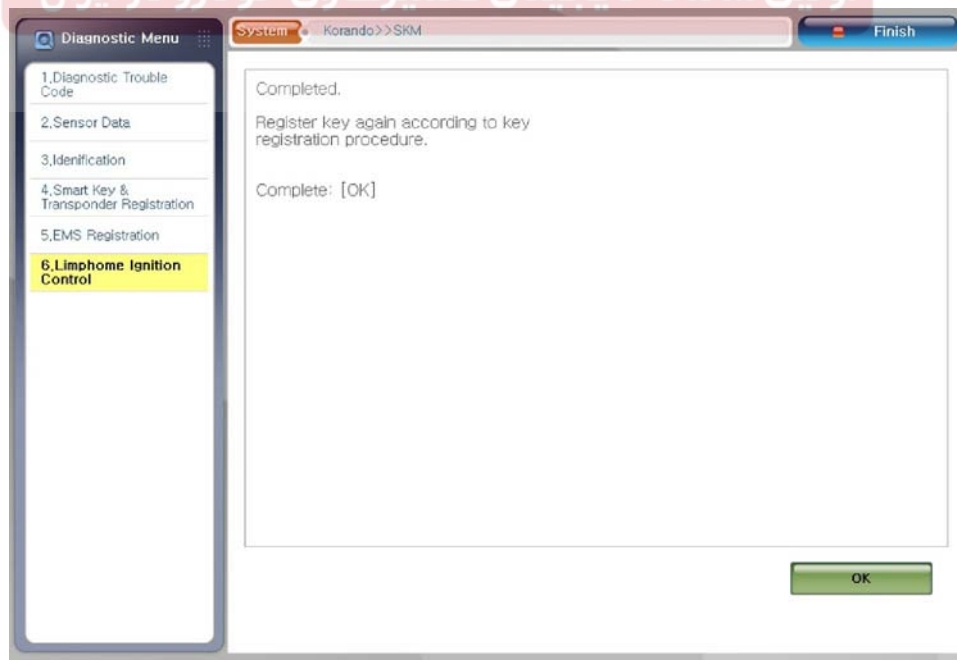 Diagnostic Menu
System
Korando>>SKM
Finish
1.Diagnostic Trouble
Code
2.Sensor Data
3.Idenification
4.Smart Key &
Transponder Registration
5.EMS Registration
6.Limphome Ignition
Control
Completed.
Register key again according to key
registration procedure.
Complete: [OK]
OK